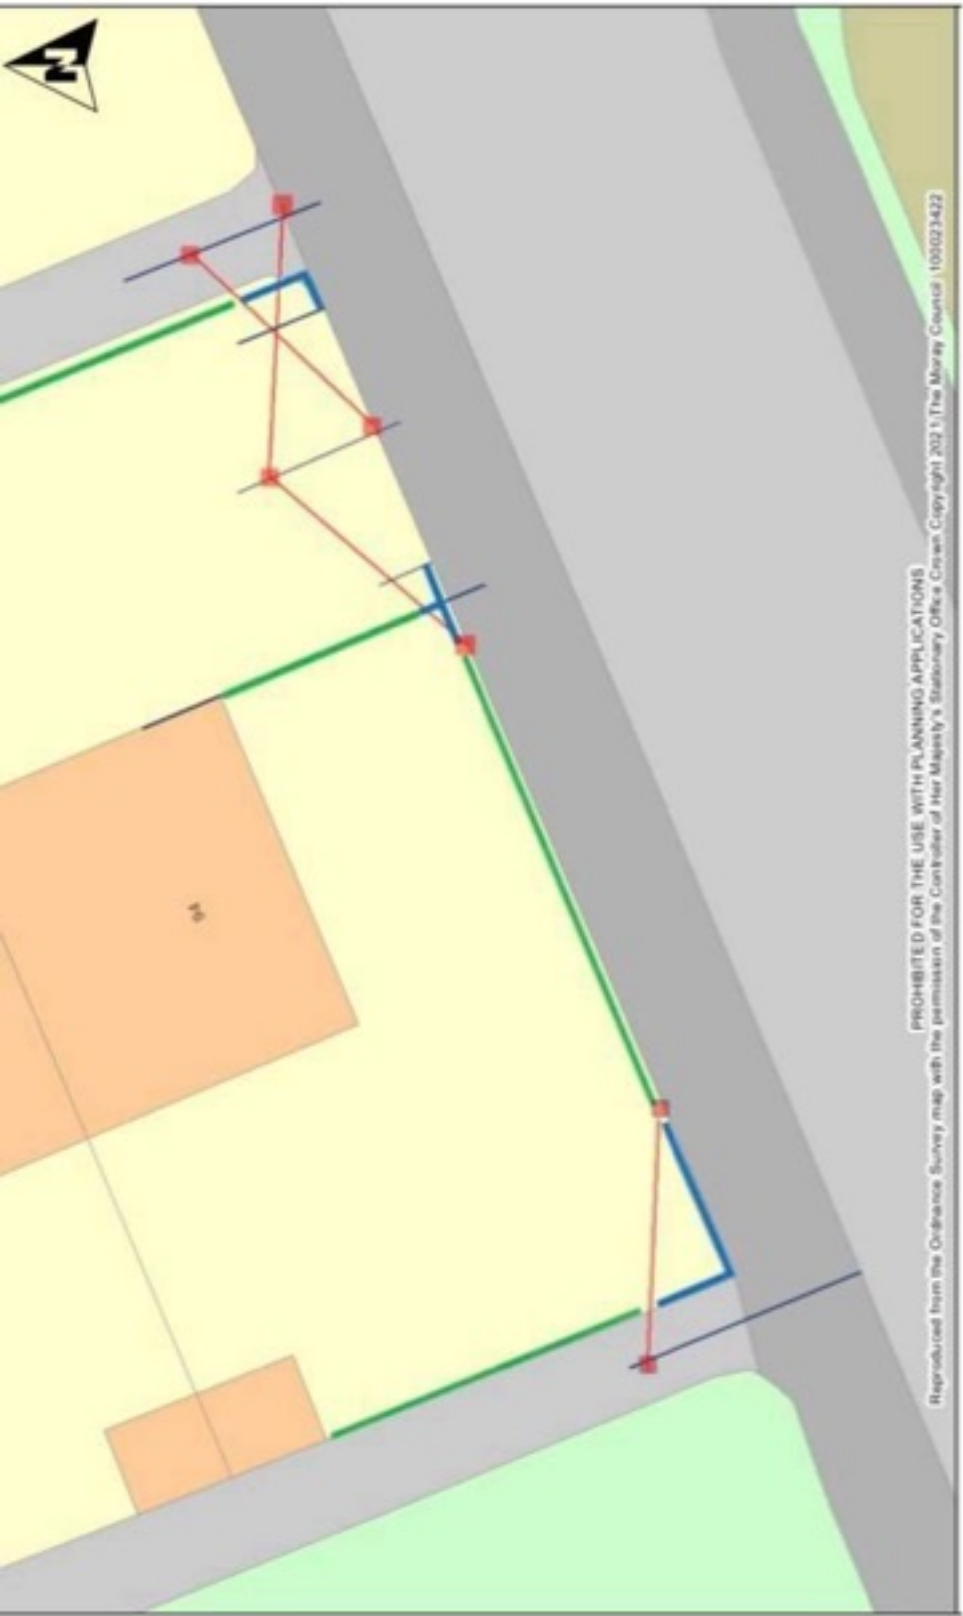 N
94
PROHIBITED FOR THE USE WITH PLANNING APPLICATIONS
Reproduced from the Ordnance Survey map with the permission of the Controller of Her Majesty's Stationary Office Crown Copyright 2021 The Moray Council 100023422